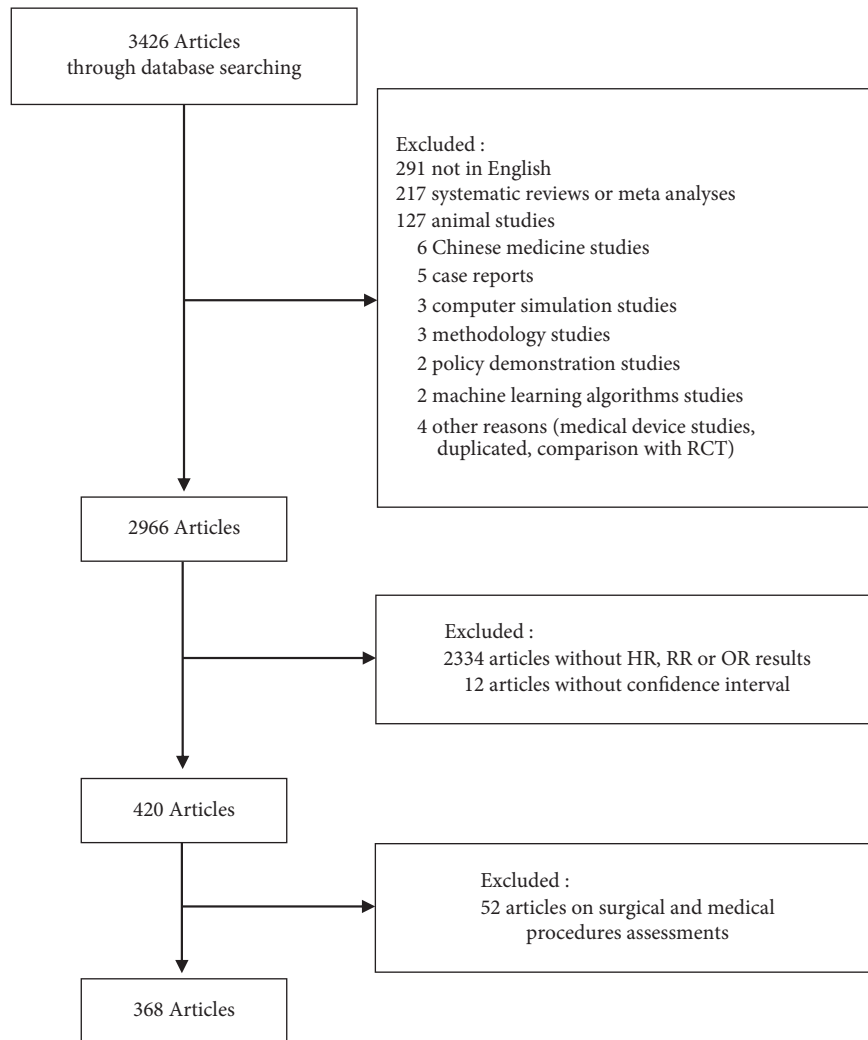 3426 Articles
through database searching
Excluded :
291 not in English
217 systematic reviews or meta analyses
127 animal studies
6 Chinese medicine studies
5 case reports
3 computer simulation studies
3 methodology studies
2 policy demonstration studies
2 machine learning algorithms studies
4 other reasons (medical device studies,
duplicated, comparison with RCT)
2966 Articles
Excluded :
2334 articles without HR, RR or OR results
12 articles without confidence interval
420 Articles
Excluded :
52 articles on surgical and medical
procedures assessments
368 Articles